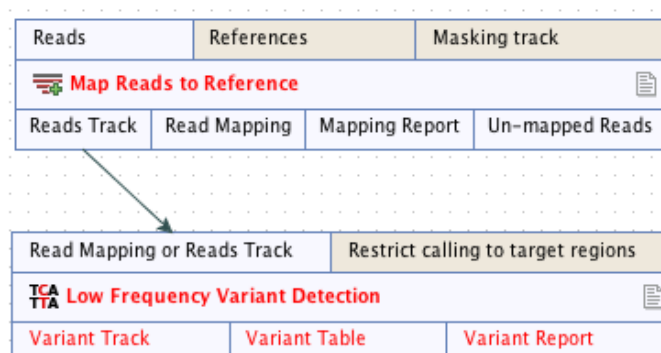 Reads References Masking track
Map Reads to Reference
Reads Track Read Mapping Mapping Report Un-mapped Reads
Read Mapping or Reads Track Restrict calling to target regions
TCA
TTA Low Frequency Variant Detection
Variant Track Variant Table Variant Report